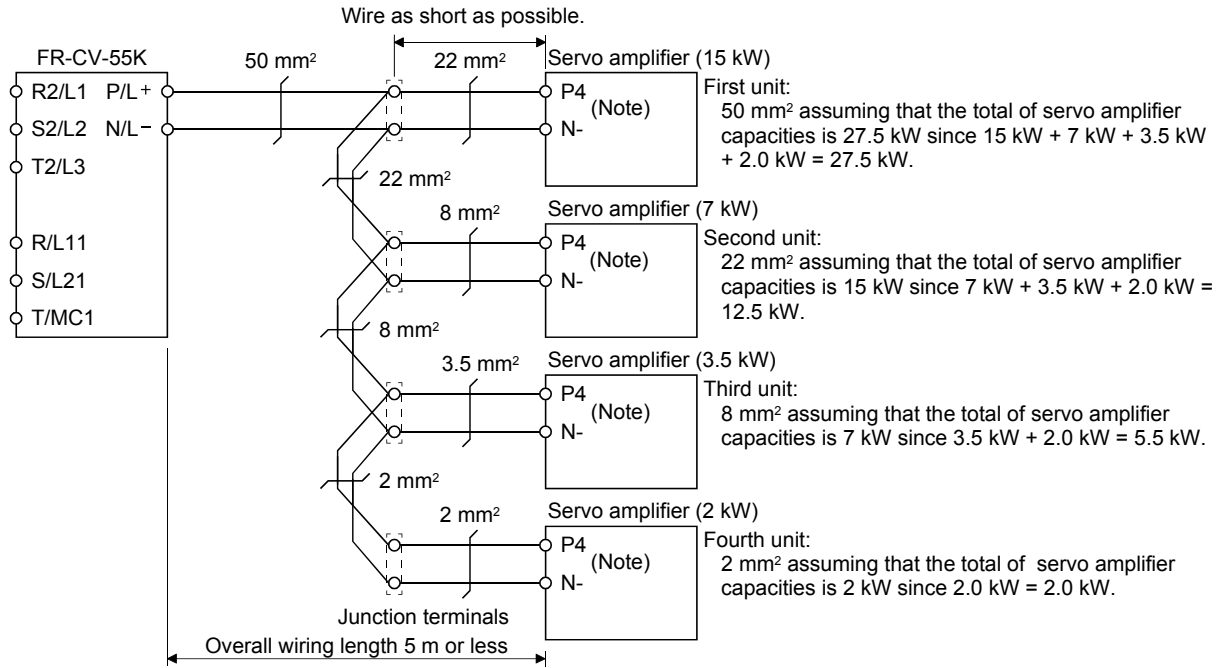 Wire as short as possible.
FR-CV-55K
50 mm²
22 mm²
Servo amplifier (15 kW)
R2/L1 P/L+
S2/L2 N/L−
T2/L3
R/L11
S/L21
T/MC1
P4
(Note)
N-
First unit:
50 mm² assuming that the total of servo amplifier
capacities is 27.5 kW since 15 kW + 7 kW + 3.5 kW
+ 2.0 kW = 27.5 kW.
22 mm²
8 mm²
Servo amplifier (7 kW)
P4
(Note)
N-
Second unit:
22 mm² assuming that the total of servo amplifier
capacities is 15 kW since 7 kW + 3.5 kW + 2.0 kW =
12.5 kW.
8 mm²
3.5 mm²
Servo amplifier (3.5 kW)
P4
(Note)
N-
Third unit:
8 mm² assuming that the total of servo amplifier
capacities is 7 kW since 3.5 kW + 2.0 kW = 5.5 kW.
2 mm²
2 mm²
Servo amplifier (2 kW)
P4
(Note)
N-
Fourth unit:
2 mm² assuming that the total of servo amplifier
capacities is 2 kW since 2.0 kW = 2.0 kW.
Junction terminals
Overall wiring length 5 m or less